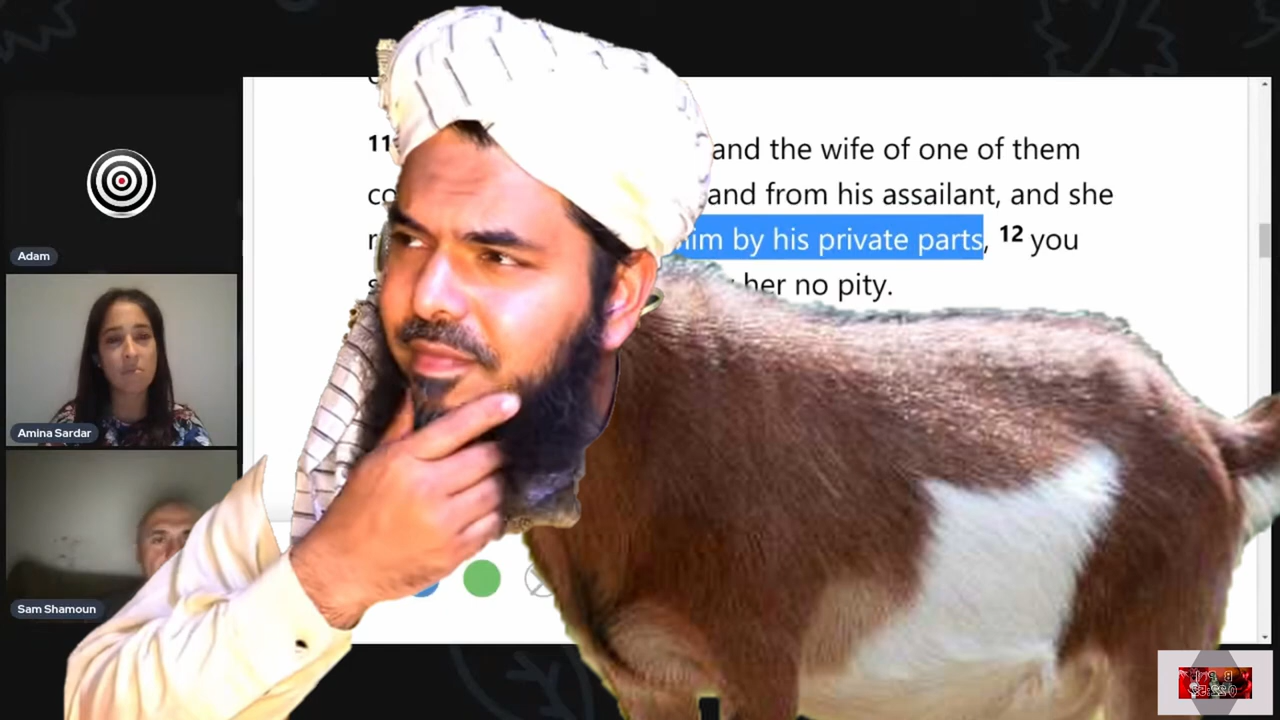 Adam
Amina Sardar
Sam Shamoun
11
and the wife of one of them
and from his assailant, and she
him by his private parts, 12 you
her no pity.